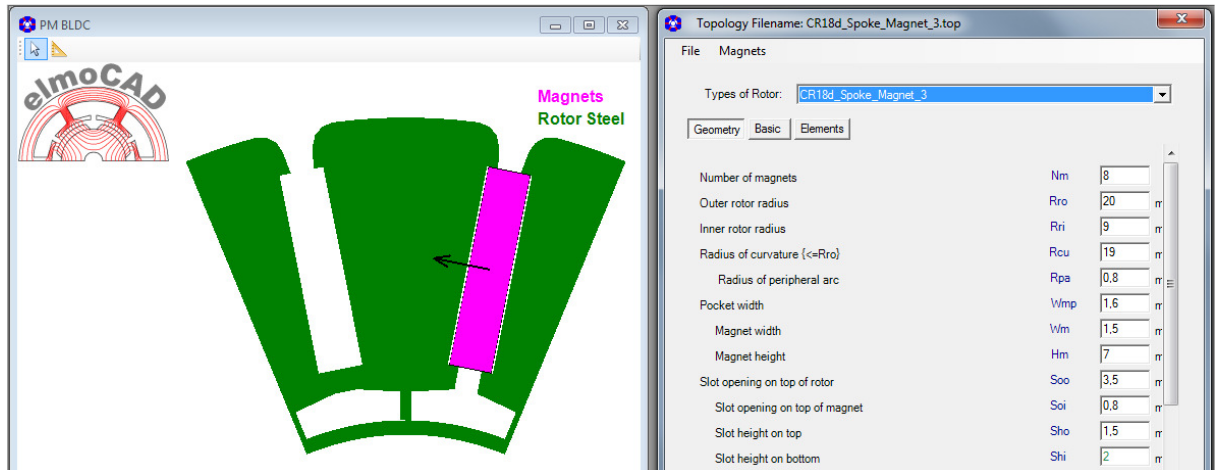 PM BLDC
elmoCAD
Magnets
Rotor Steel
Topology Filename: CR18d_Spoke_Magnet_3.top
File Magnets
Types of Rotor: CR18d_Spoke_Magnet_3
Geometry Basic Elements
Number of magnets Nm 8
Outer rotor radius Rro 20 m
Inner rotor radius Rri 9 m
Radius of curvature {<=Rro} Rcu 19 m
Radius of peripheral arc Rpa 0,8 m
Pocket width Wmp 1,6 m
Magnet width Wm 1,5 m
Magnet height Hm 7 m
Slot opening on top of rotor Soo 3,5 m
Slot opening on top of magnet Soi 0,8 m
Slot height on top Sho 1,5 m
Slot height on bottom Shi 2 m